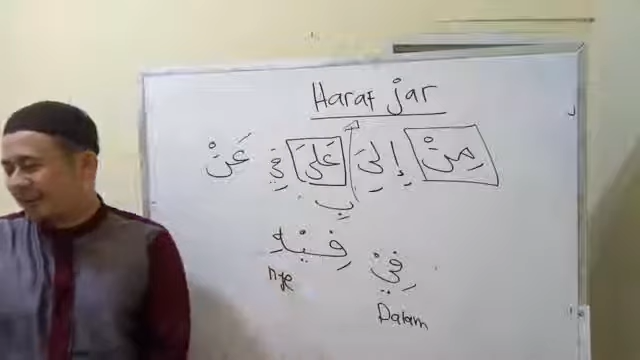 Haraf jar
مِنْ إِلَى عَلَى فِي عَنْ
بِ
فِيْهِ
فِيْ
nya
Dalam